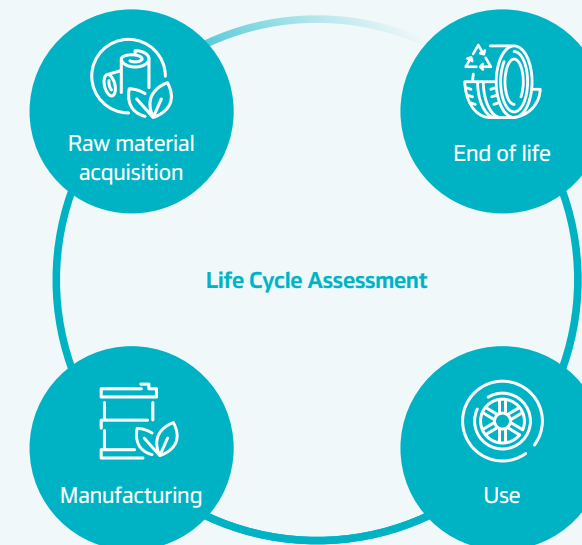 Raw material
acquisition
End of life
Life Cycle Assessment
Manufacturing
Use